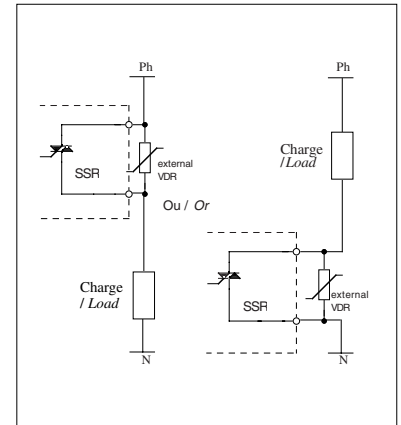 Ph
SSR
external
VDR
Ou / Or
Charge
/ Load
N
Ph
Charge
/Load
SSR
external
VDR
N